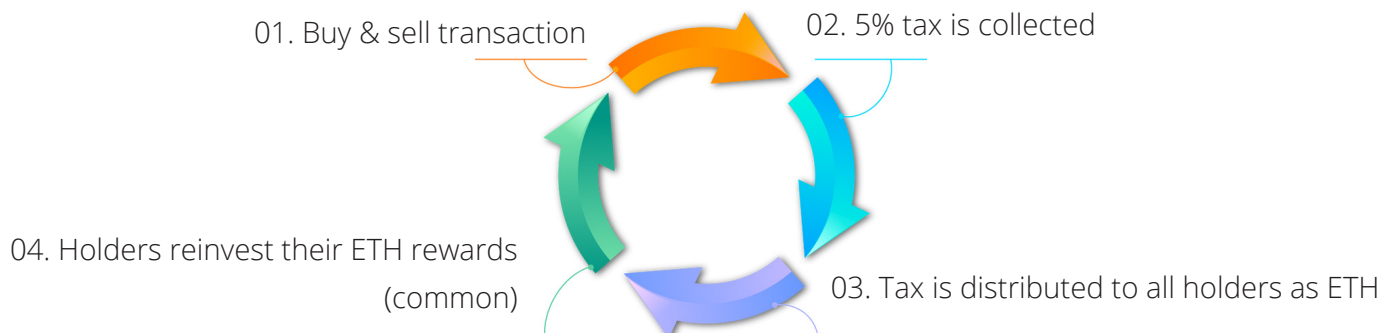 01. Buy & sell transaction
02. 5% tax is collected
03. Tax is distributed to all holders as ETH
04. Holders reinvest their ETH rewards
(common)